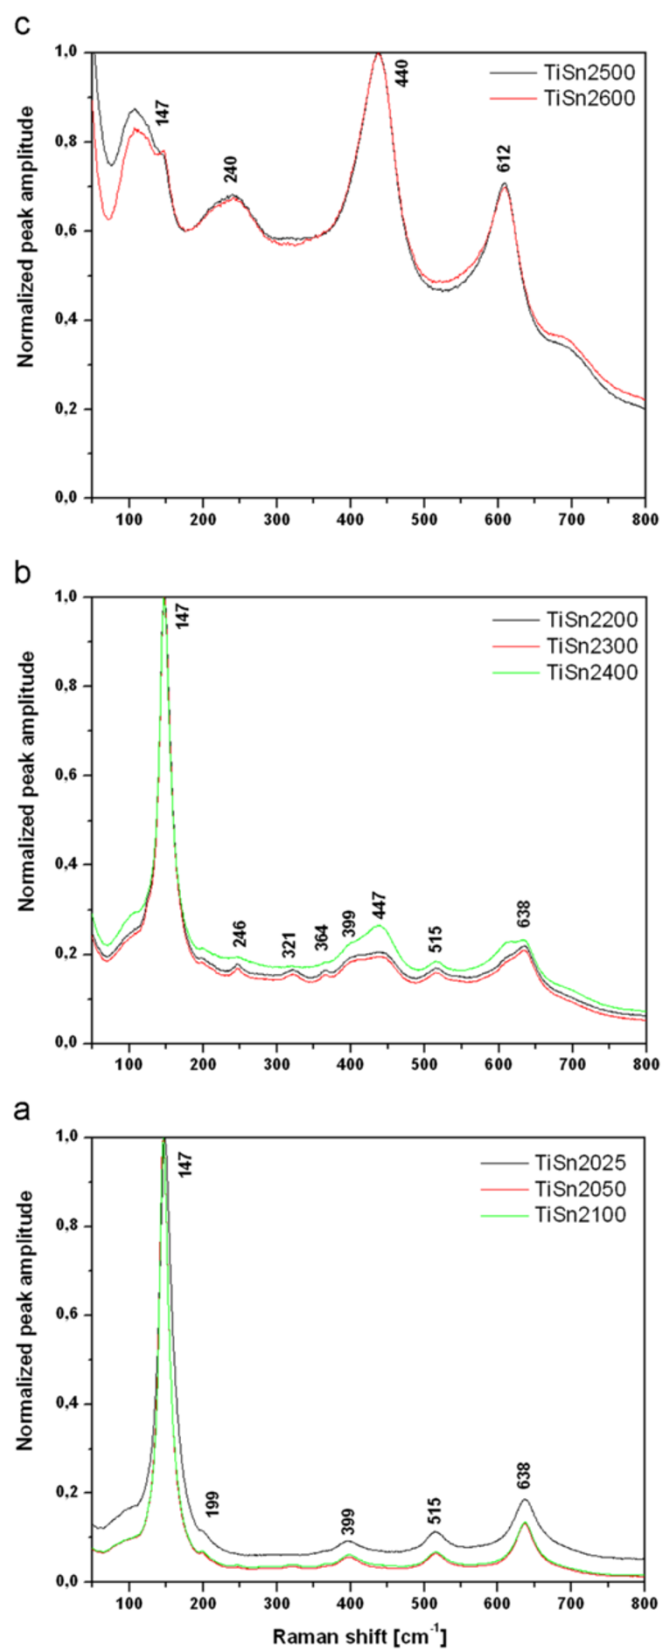 c
Normalized peak amplitude
1,0
0,8
0,6
0,4
0,2
0,0
147
240
440
612
TiSn2500
TiSn2600
100 200 300 400 500 600 700 800
b
Normalized peak amplitude
1,0
0,8
0,6
0,4
0,2
0,0
147
246
321
364
399
447
515
638
TiSn2200
TiSn2300
TiSn2400
100 200 300 400 500 600 700 800
a
Normalized peak amplitude
1,0
0,8
0,6
0,4
0,2
0,0
147
199
399
515
638
TiSn2025
TiSn2050
TiSn2100
100 200 300 400 500 600 700 800
Raman shift [cm⁻¹]